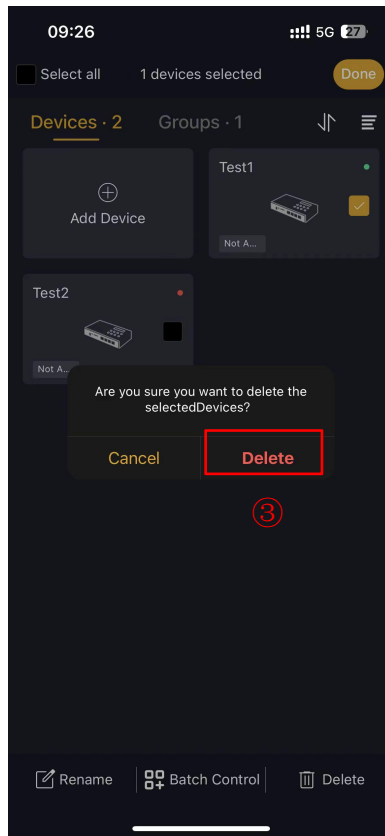 09:26
5G 27
Select all 1 devices selected Done
Devices · 2 Groups · 1
Add Device
Test1
Not A...
Test2
Not A...
Are you sure you want to delete the
selectedDevices?
Cancel Delete
③
Rename Batch Control Delete